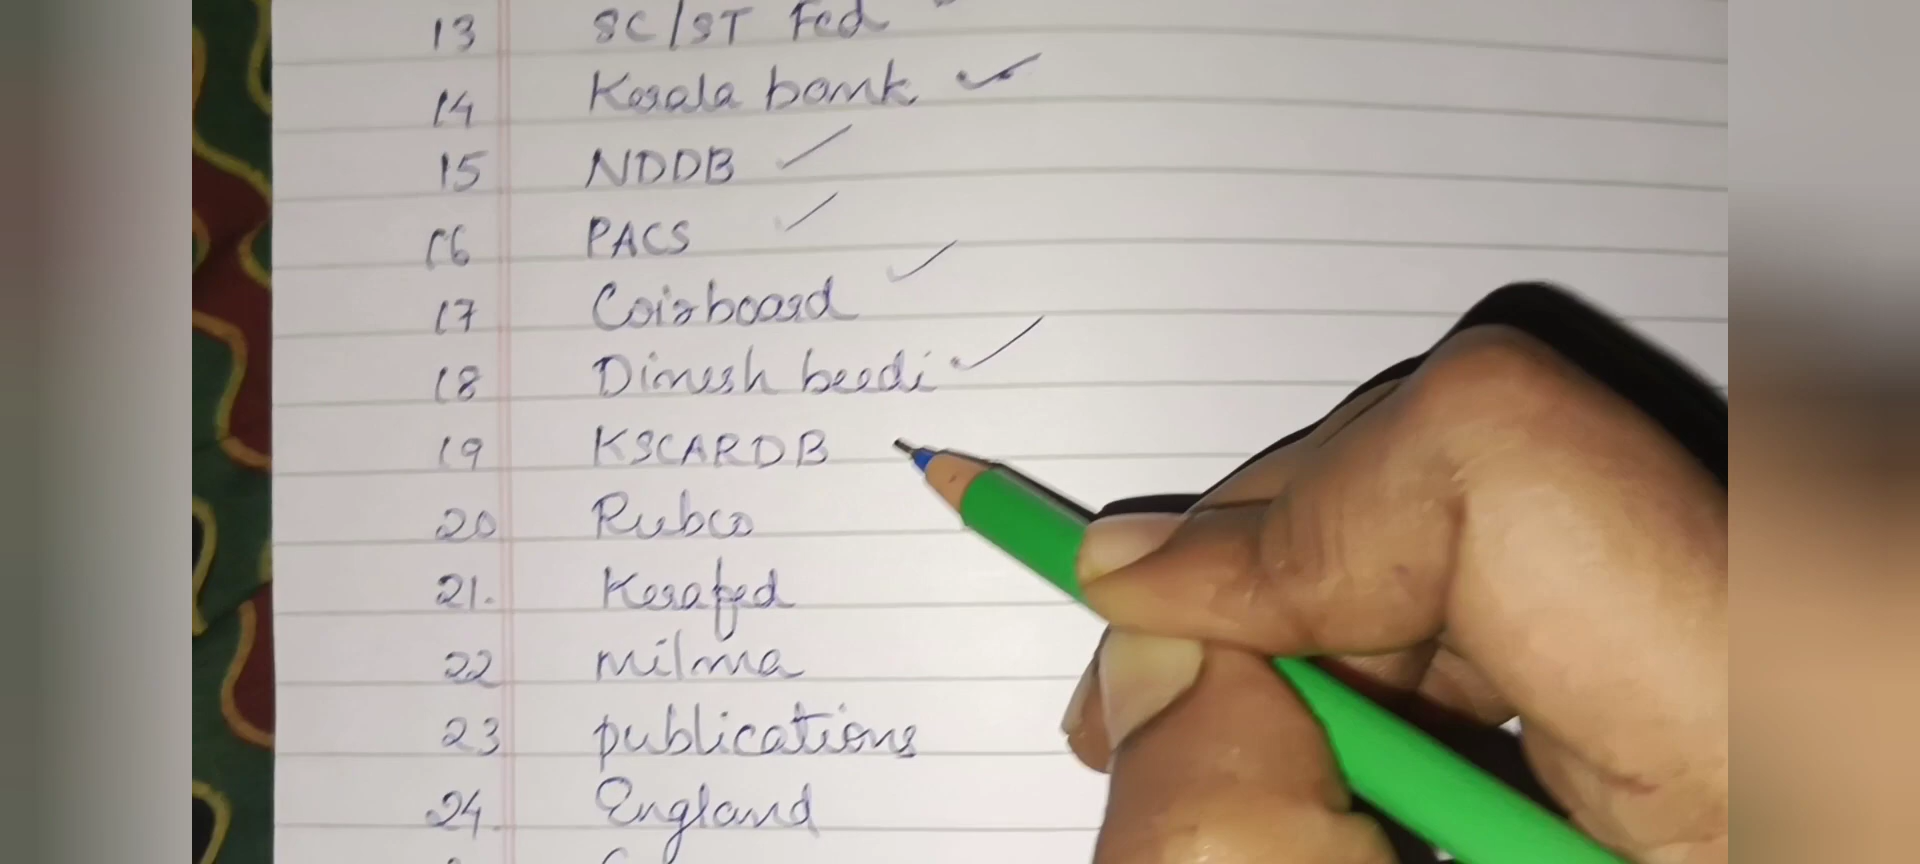 13 SC/ST Fed
14 Kerala bank
15 NDDB
16 PACS
17 Coirboard
18 Dinesh beedi
19 KSCARDB
20 Rubco
21. Kerafed
22 milma
23 publications
24. England